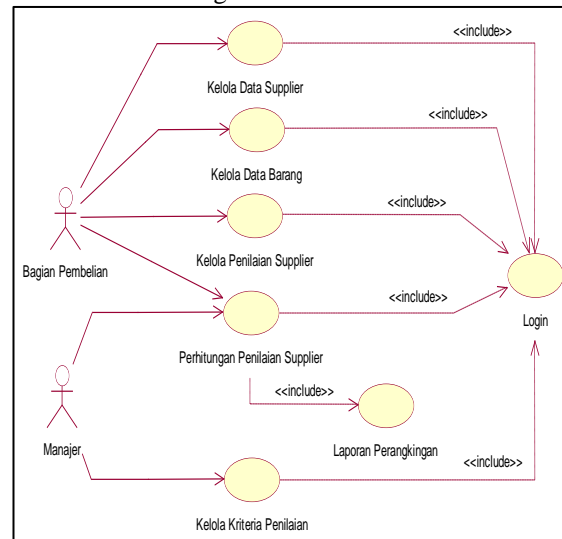 <<include>>
Kelola Data Supplier
<<include>>
Kelola Data Barang
<<include>>
Kelola Penilaian Supplier
Bagian Pembelian
<<include>>
Login
Perhitungan Penilaian Supplier
<<include>>
Manajer
Laporan Perangkingan
<<include>>
Kelola Kriteria Penilaian